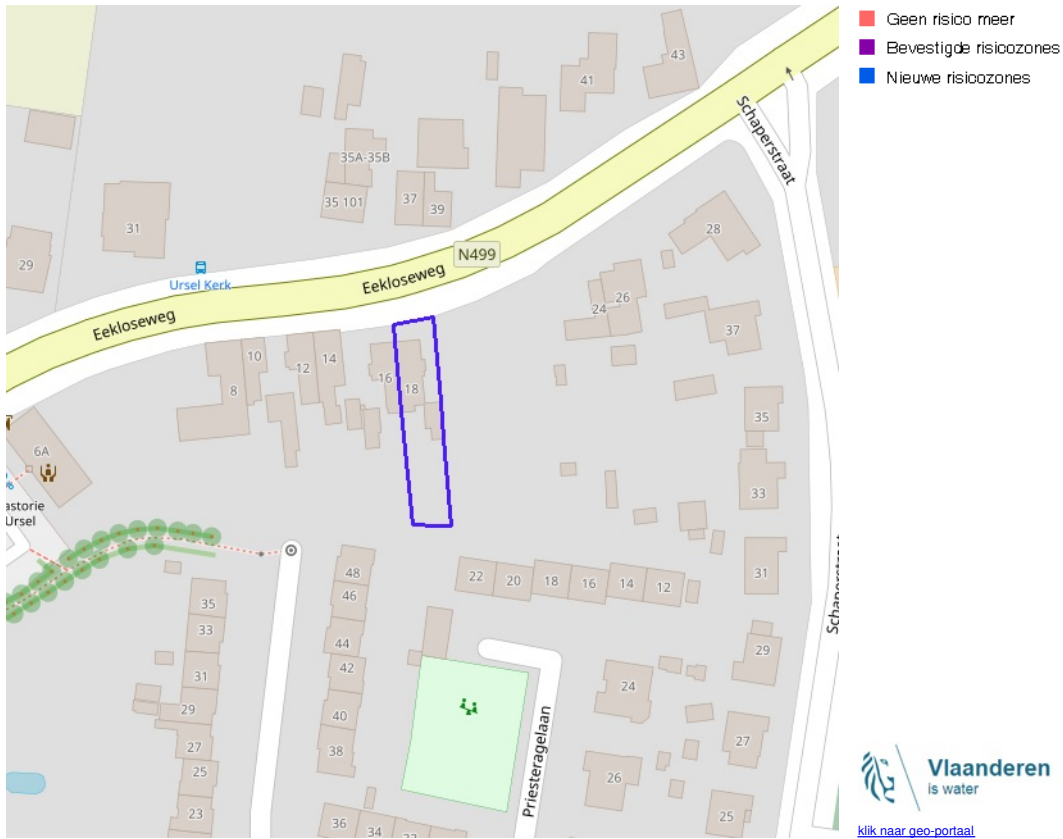 Geen risico meer
Bevestigde risicozones
Nieuwe risicozones
43
41
Schaperstraat
35A-35B
35 101
37
39
31
29
28
N499
Ursel Kerk
Eekloseweg
Eekloseweg
24
26
37
10
12
14
8
16
18
35
6A
astorie
Ursel
33
48
46
44
42
40
38
36
34
22
20
18
16
14
12
31
35
33
31
29
27
25
23
Schaperstraat
29
24
27
26
25
Priesteragelaan
Vlaanderen
is water
klik naar geo-portaal